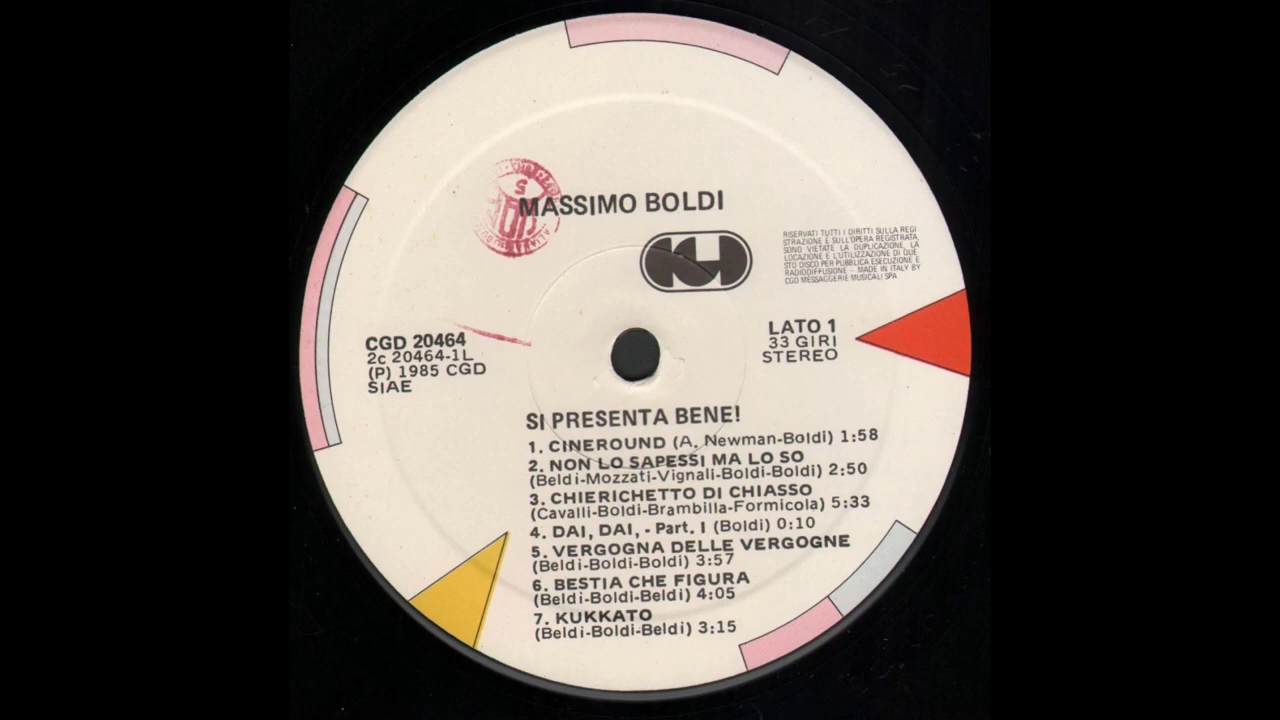 MASSIMO BOLDI
RISERVATI TUTTI I DIRITTI SULLA REGI
STRAZIONE E SULL'OPERA REGISTRATA,
SONO VIETATE LA DUPLICAZIONE, LA
LOCAZIONE E L'UTILIZZAZIONE DI QUE
STO DISCO PER PUBBLICA ESECUZIONE E
RADIODIFFUSIONE - MADE IN ITALY BY
CGD MESSAGGERIE MUSICALI SPA
CGD 20464
2c 20464-1L
(P) 1985 CGD
SIAE
LATO 1
33 GIRI
STEREO
SI PRESENTA BENE!
1. CINEROUND (A. Newman-Boldi) 1:58
2. NON LO SAPESSI MA LO SO
(Beldi-Mozzati-Vignali-Boldi-Boldi) 2:50
3. CHIERICHETTO DI CHIASSO
(Cavalli-Boldi-Brambilla-Formicola) 5:33
4. DAI, DAI, - Part. I (Boldi) 0:10
5. VERGOGNA DELLE VERGOGNE
(Beldi-Boldi-Boldi) 3:57
6. BESTIA CHE FIGURA
(Beldi-Boldi-Beldi) 4:05
7. KUKKATO
(Beldi-Boldi-Beldi) 3:15